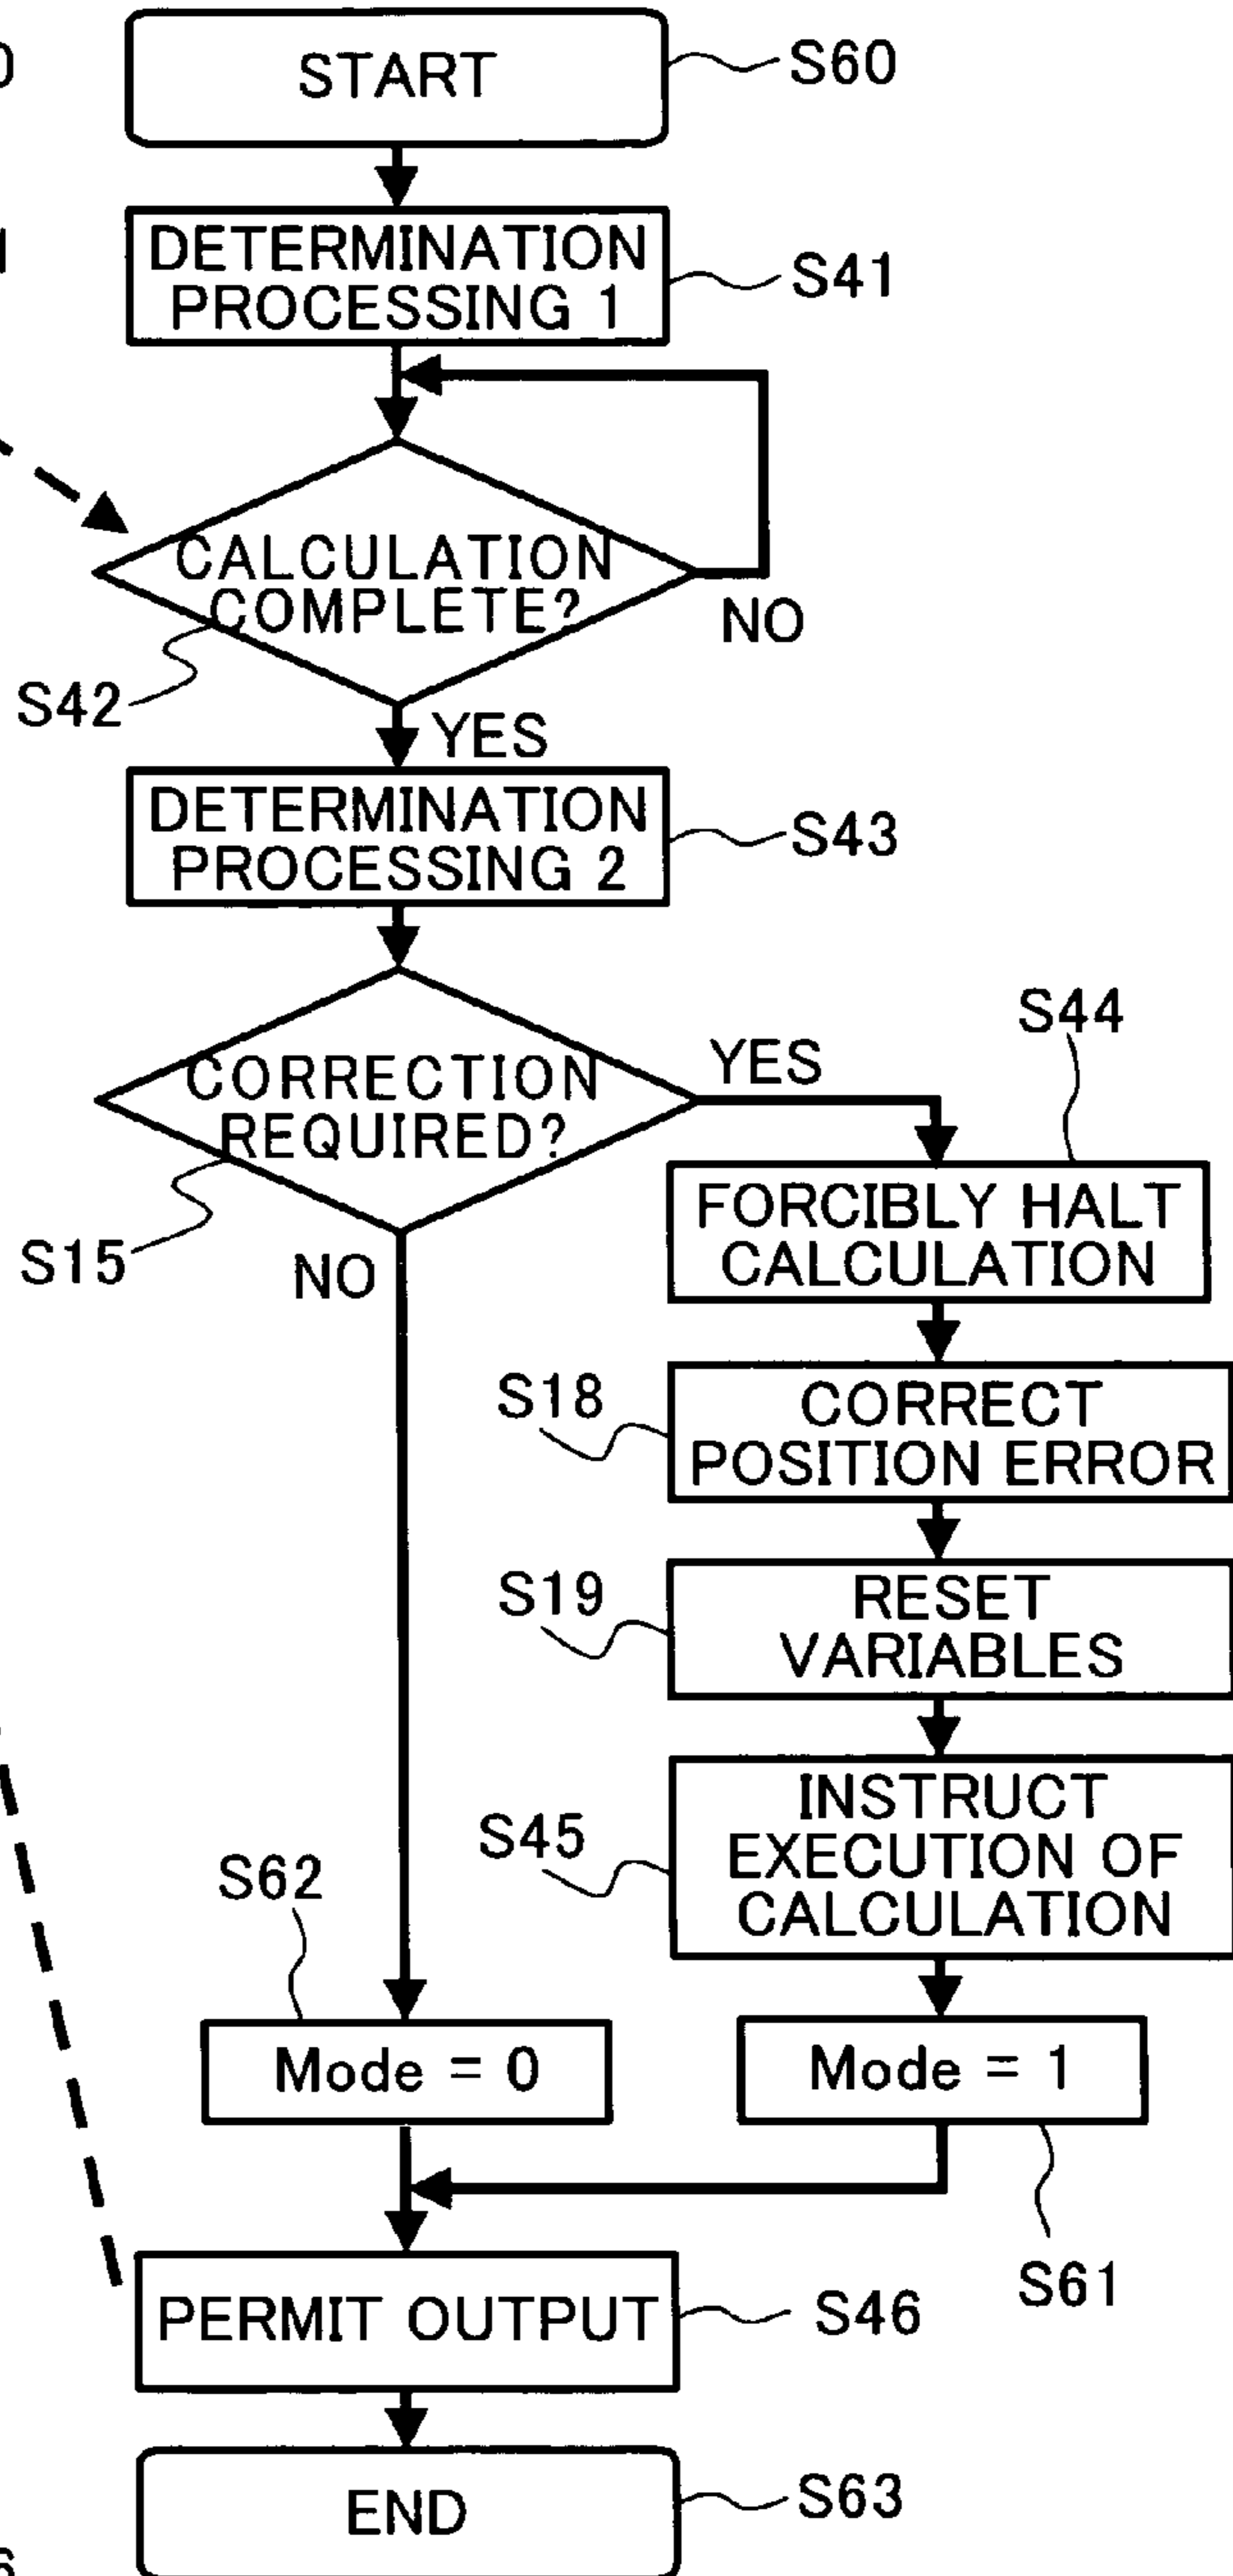 START
S60
DETERMINATION
PROCESSING 1
S41
CALCULATION
COMPLETE?
NO
S42
YES
DETERMINATION
PROCESSING 2
S43
CORRECTION
REQUIRED?
YES
S44
S15
NO
FORCIBLY HALT
CALCULATION
S18
CORRECT
POSITION ERROR
S19
RESET
VARIABLES
S45
INSTRUCT
EXECUTION OF
CALCULATION
S62
Mode = 0
Mode = 1
S61
PERMIT OUTPUT
S46
END
S63